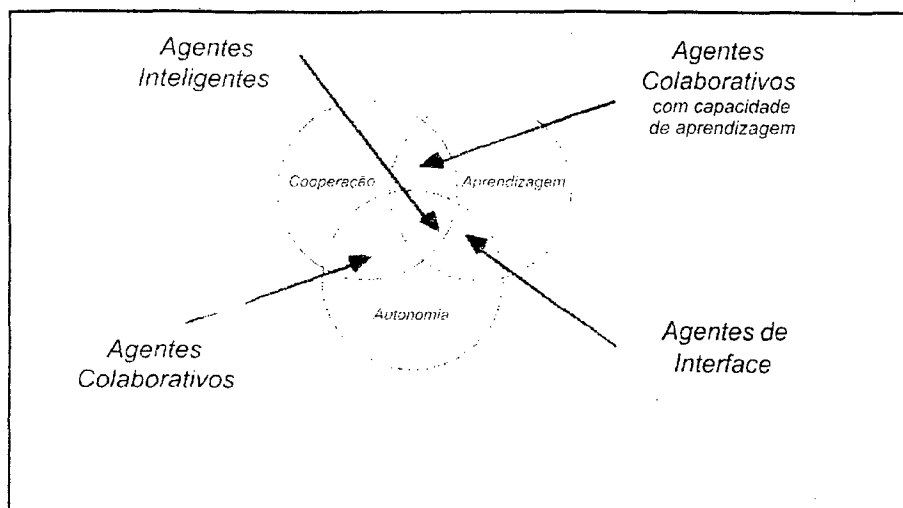 Agentes
Inteligentes
Agentes
Colaborativos
com capacidade
de aprendizagem
Cooperação
Aprendizagem
Autonomia
Agentes
Colaborativos
Agentes de
Interface